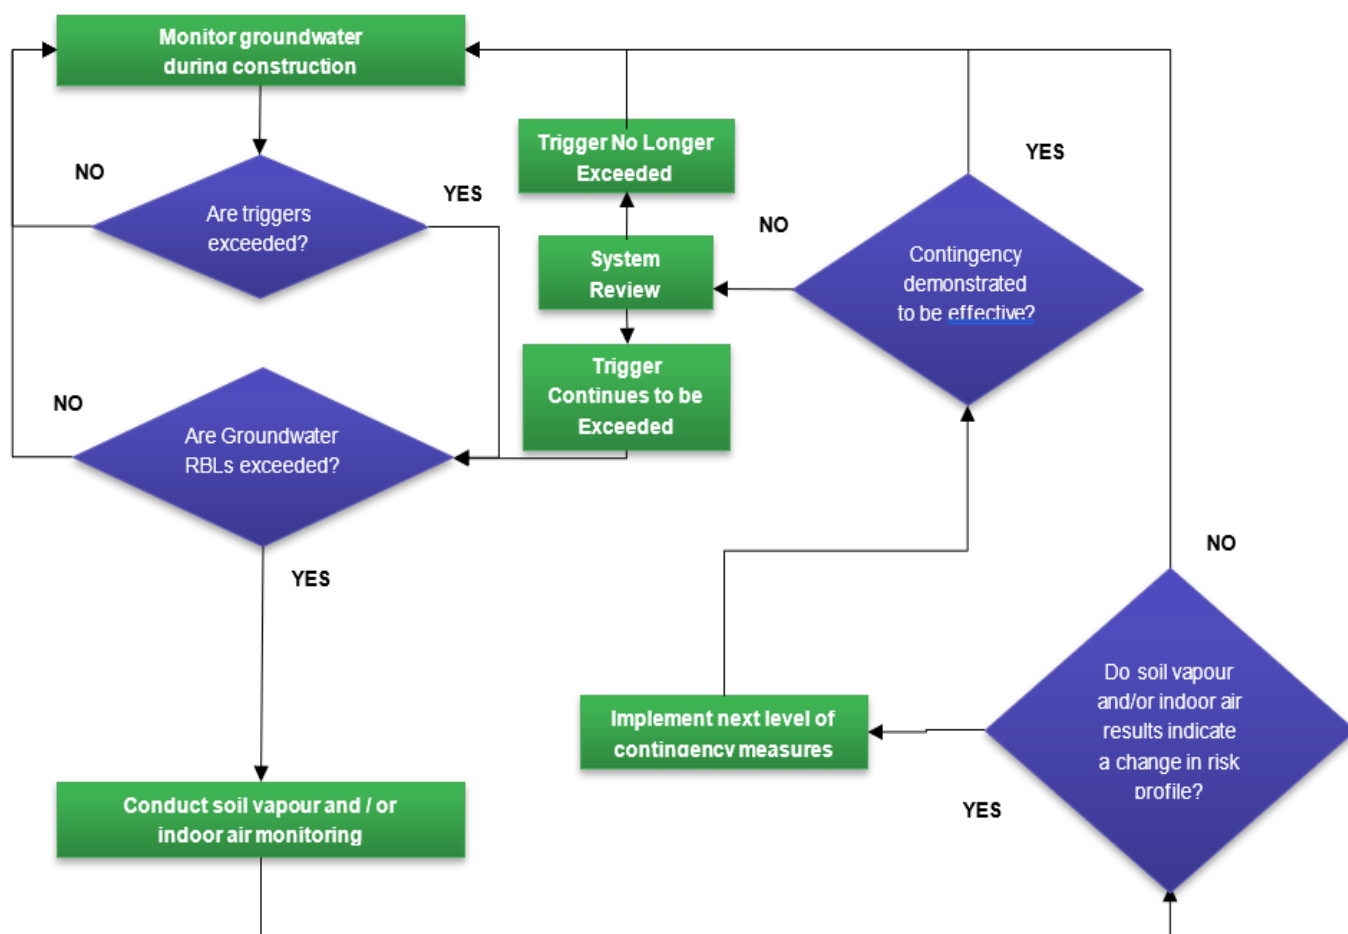 Monitor groundwater
during construction
NO
Are triggers
exceeded?
YES
Trigger No Longer
Exceeded
YES
NO
System
Review
Contingency
demonstrated
to be effective?
Trigger
Continues to be
Exceeded
NO
Are Groundwater
RBLs exceeded?
YES
NO
Do soil vapour
and/or indoor air
results indicate
a change in risk
profile?
Implement next level of
contingency measures
YES
Conduct soil vapour and / or
indoor air monitoring